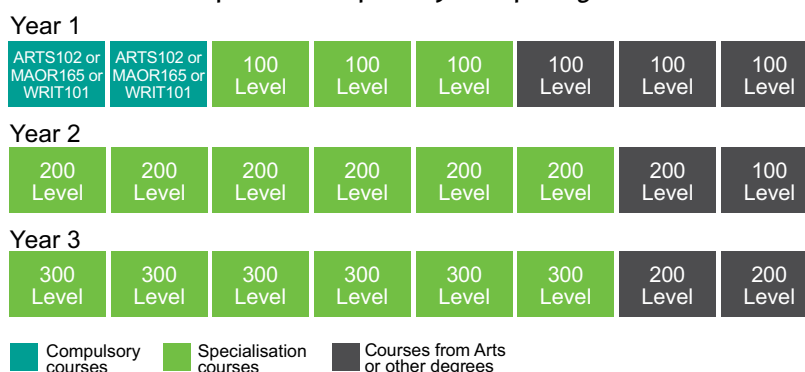 Year 1
ARTS102 or MAOR165 or WRIT101
ARTS102 or MAOR165 or WRIT101
100 Level
100 Level
100 Level
100 Level
100 Level
100 Level
Year 2
200 Level
200 Level
200 Level
200 Level
200 Level
200 Level
200 Level
100 Level
Year 3
300 Level
300 Level
300 Level
300 Level
300 Level
300 Level
200 Level
200 Level
Compulsory courses
Specialisation courses
Courses from Arts or other degrees